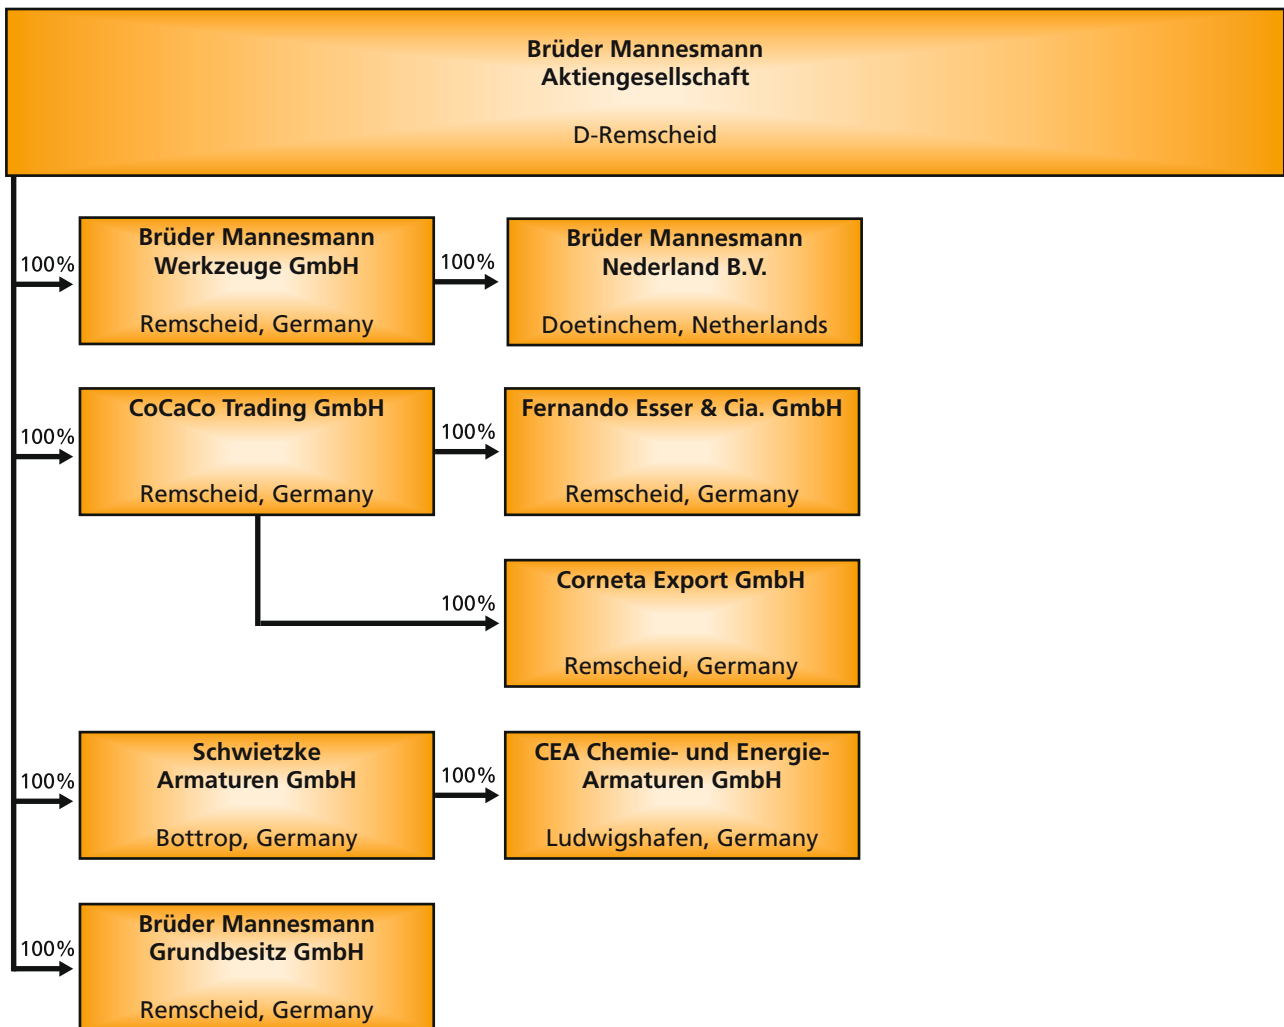 Brüder Mannesmann
Aktiengesellschaft
D-Remscheid
100%
Brüder Mannesmann
Werkzeuge GmbH
Remscheid, Germany
100%
Brüder Mannesmann
Nederland B.V.
Doetinchem, Netherlands
100%
CoCaCo Trading GmbH
Remscheid, Germany
100%
Fernando Esser & Cia. GmbH
Remscheid, Germany
100%
Corneta Export GmbH
Remscheid, Germany
100%
Schwietzke
Armaturen GmbH
Bottrop, Germany
100%
CEA Chemie- und Energie-
Armaturen GmbH
Ludwigshafen, Germany
100%
Brüder Mannesmann
Grundbesitz GmbH
Remscheid, Germany